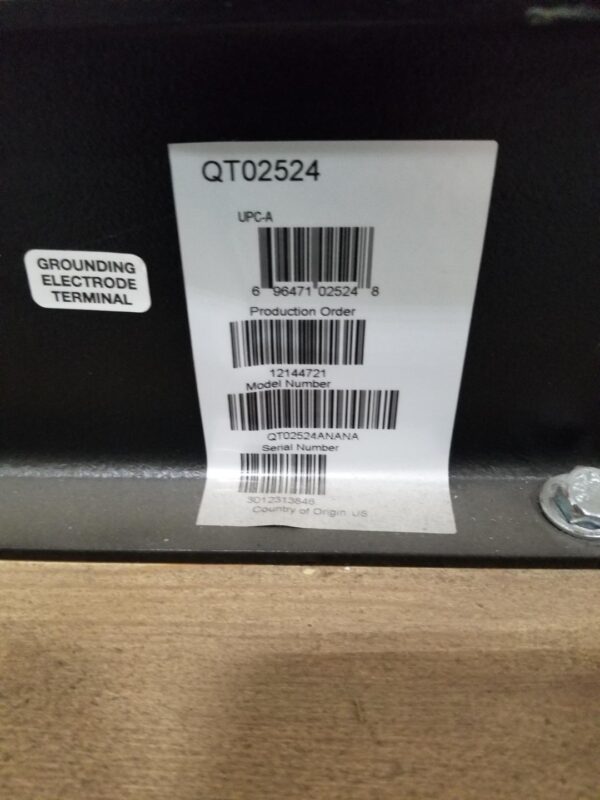 QT02524
UPC-A
6 96471 02524 8
Production Order
12144721
Model Number
QT02524ANANA
Serial Number
3012313846
Country of Origin: US
GROUNDING
ELECTRODE
TERMINAL